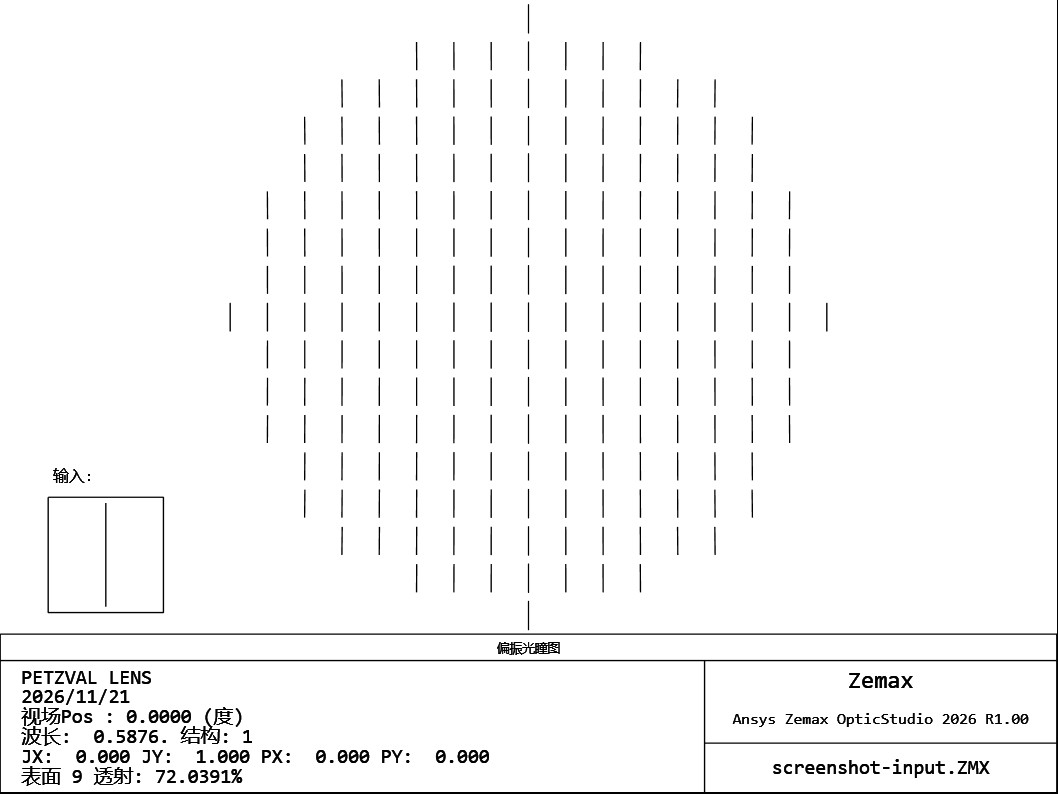 输入:
偏振光瞳图
PETZVAL LENS
2026/11/21
视场Pos : 0.0000 (度)
波长:  0.5876. 结构: 1
JX:  0.000 JY:  1.000 PX:  0.000 PY:  0.000
表面 9 透射: 72.0391%
Zemax
Ansys Zemax OpticStudio 2026 R1.00
screenshot-input.ZMX